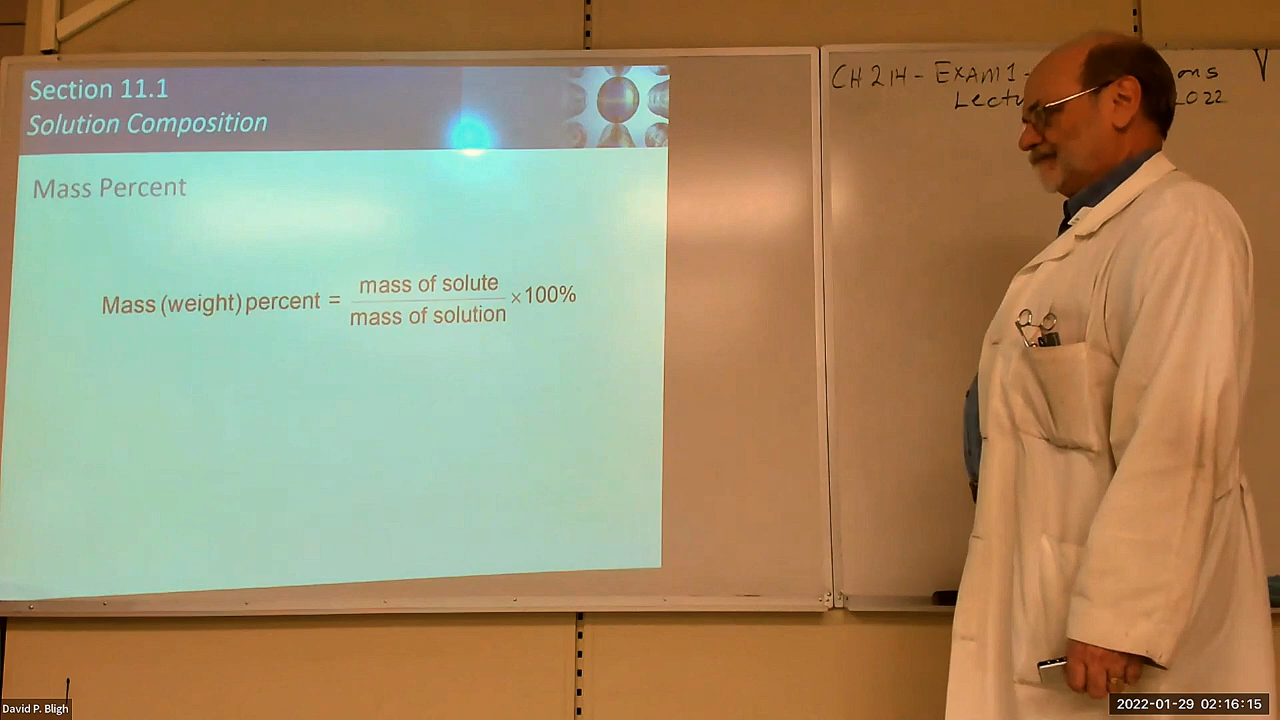 Section 11.1
Solution Composition
Mass Percent
Mass (weight) percent = mass of solute / mass of solution × 100%
CH 214 - EXAM 1 -
2022
David P. Bligh
2022-01-29 02:16:15